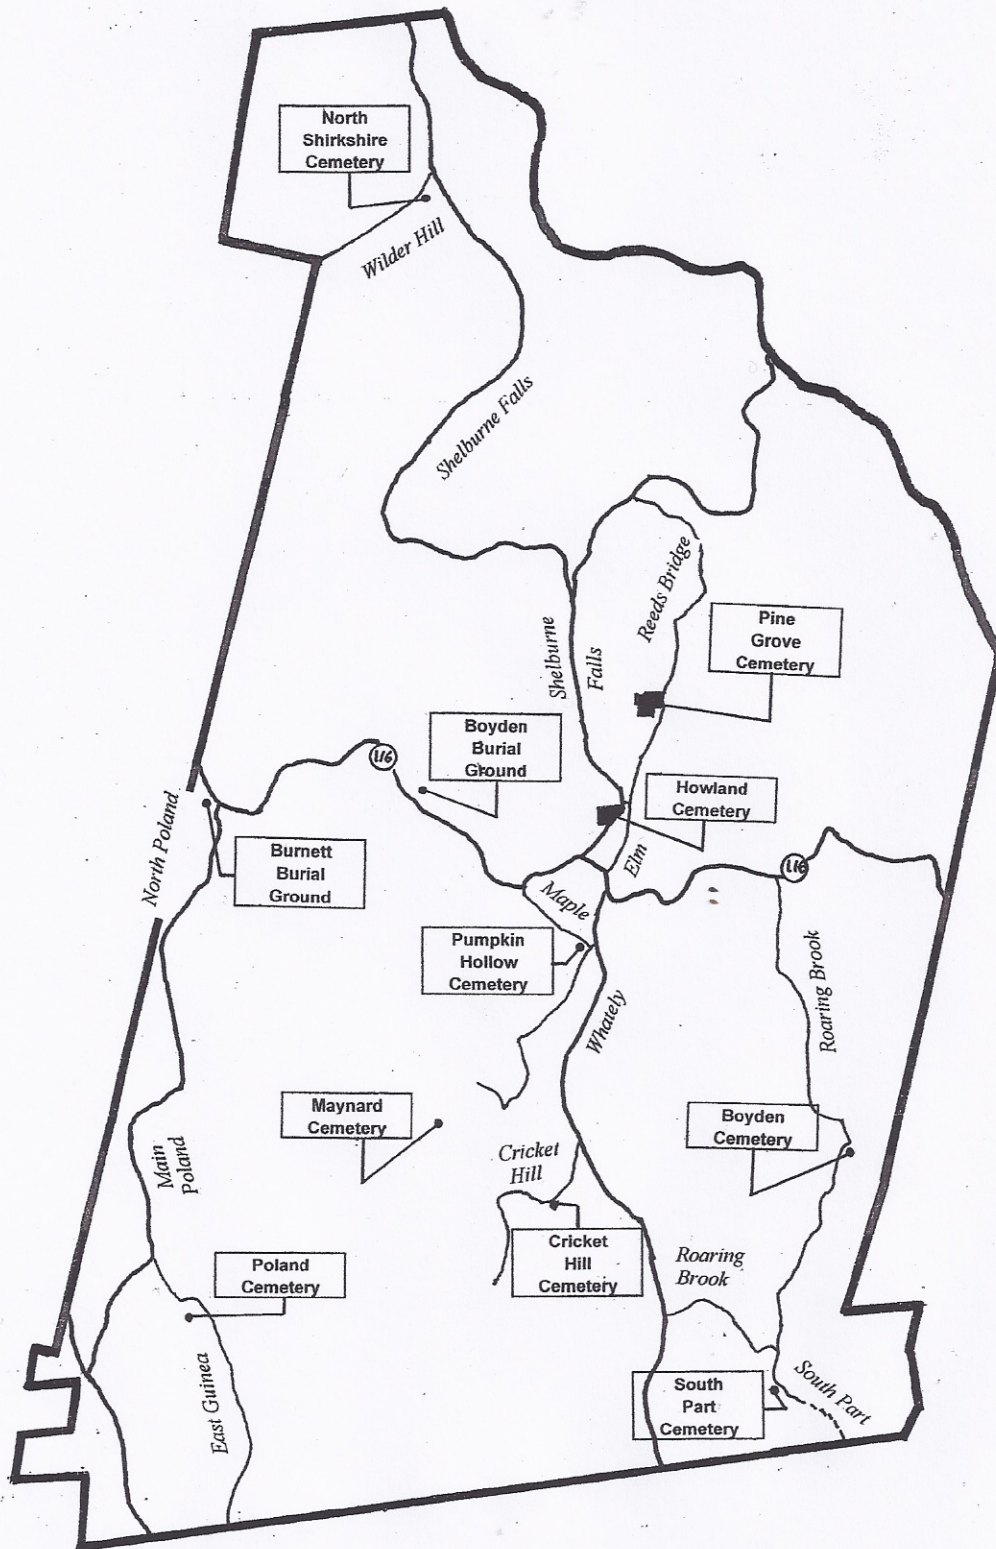 North
Shirkshire
Cemetery
Wilder Hill
Shelburne Falls
Reeds Bridge
Shelburne
Falls
Pine
Grove
Cemetery
Boyden
Burial
Ground
116
Howland
Cemetery
North Poland
Burnett
Burial
Ground
Elm
116
Maple
Pumpkin
Hollow
Cemetery
Whately
Roaring Brook
Maynard
Cemetery
Boyden
Cemetery
Main
Poland
Cricket
Hill
Cricket
Hill
Cemetery
Poland
Cemetery
Roaring
Brook
East Guinea
South
Part
Cemetery
South Part